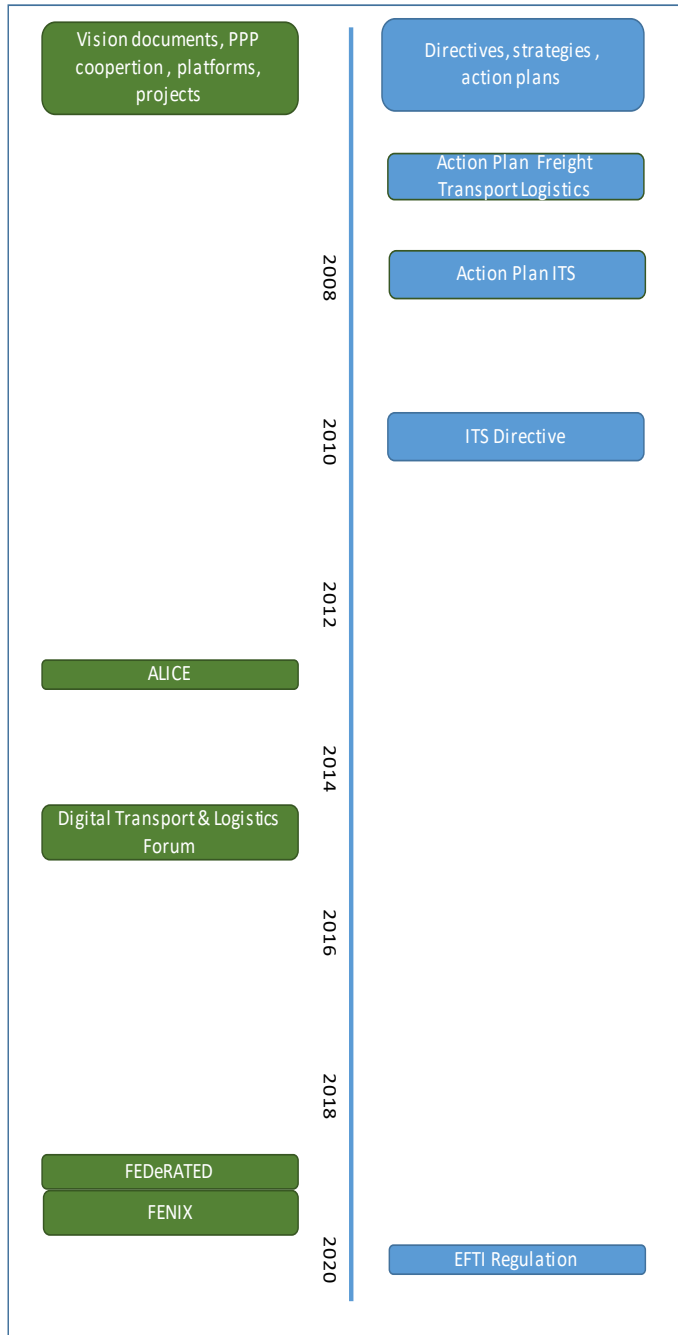 Vision documents, PPP
coopertion , platforms,
projects
Directives, strategies ,
action plans
Action Plan Freight
Transport Logistics
2008
Action Plan ITS
2010
ITS Directive
2012
ALICE
2014
Digital Transport & Logistics
Forum
2016
2018
FEDeRATED
FENIX
2020
EFTI Regulation